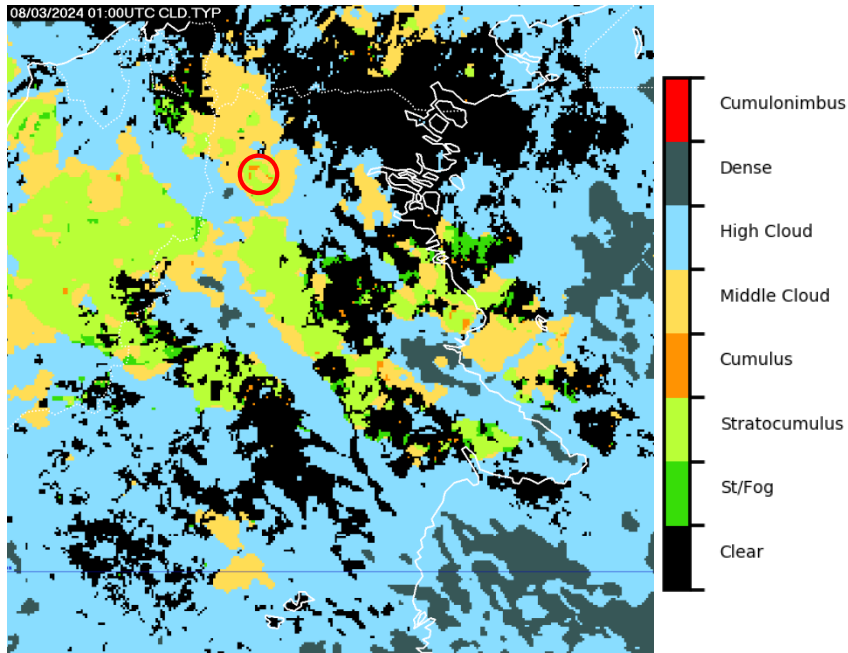 08/03/2024 01:00UTC CLD.TYP
Cumulonimbus
Dense
High Cloud
Middle Cloud
Cumulus
Stratocumulus
St/Fog
Clear